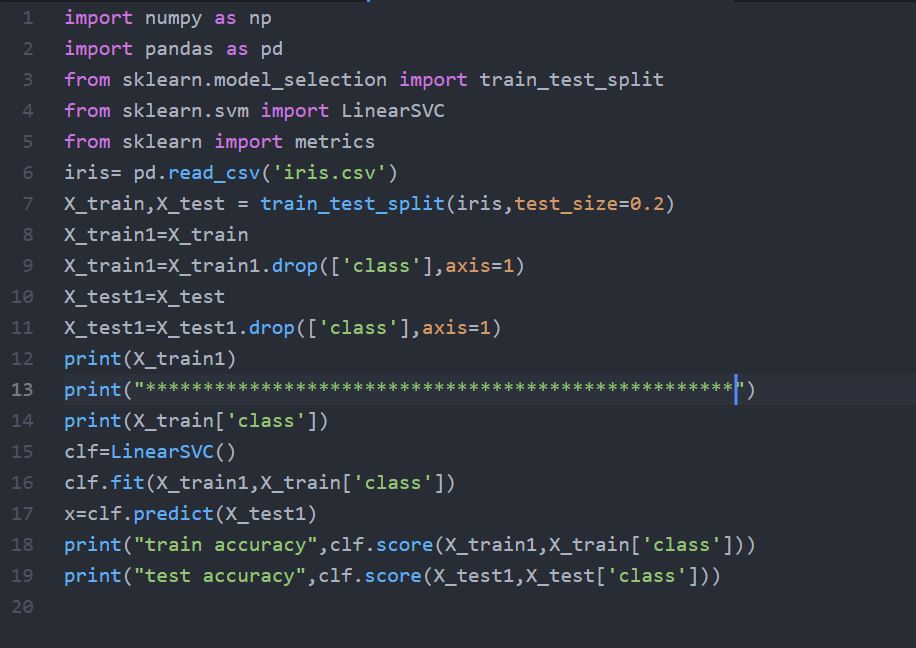 1 import numpy as np
2 import pandas as pd
3 from sklearn.model_selection import train_test_split
4 from sklearn.svm import LinearSVC
5 from sklearn import metrics
6 iris= pd.read_csv('iris.csv')
7 X_train,X_test = train_test_split(iris,test_size=0.2)
8 X_train1=X_train
9 X_train1=X_train1.drop(['class'],axis=1)
10 X_test1=X_test
11 X_test1=X_test1.drop(['class'],axis=1)
12 print(X_train1)
13 print("***************************************************")
14 print(X_train['class'])
15 clf=LinearSVC()
16 clf.fit(X_train1,X_train['class'])
17 x=clf.predict(X_test1)
18 print("train accuracy",clf.score(X_train1,X_train['class']))
19 print("test accuracy",clf.score(X_test1,X_test['class']))
20